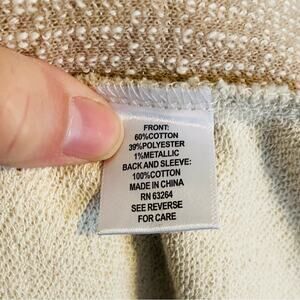 FRONT:
60%COTTON
39%POLYESTER
1%METALLIC
BACK AND SLEEVE:
100%COTTON
MADE IN CHINA
RN 63264
SEE REVERSE
FOR CARE